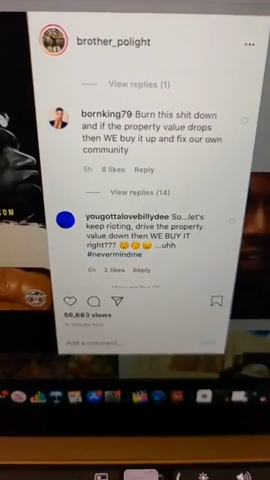 brother_polight
View replies (1)
bornking79 Burn this shit down
and if the property value drops
then WE buy it up and fix our own
community
5h 8 likes Reply
View replies (14)
yougottalovebillydee So...let's
keep rioting, drive the property
value down then WE BUY IT
right??? 🤔🤔😉 ...uhh
#nevermindme
6h 2 likes Reply
56,683 views
Add a comment...